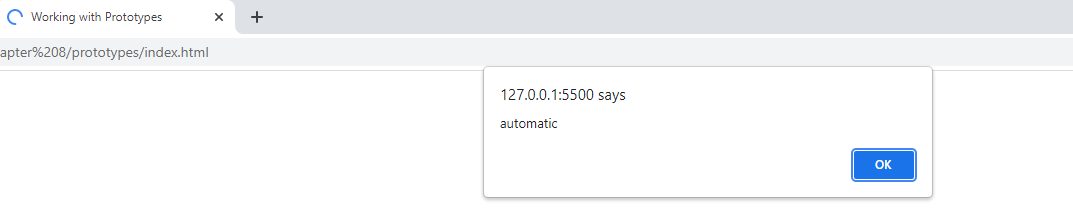 Working with Prototypes
apter%208/prototypes/index.html
127.0.0.1:5500 says
automatic
OK